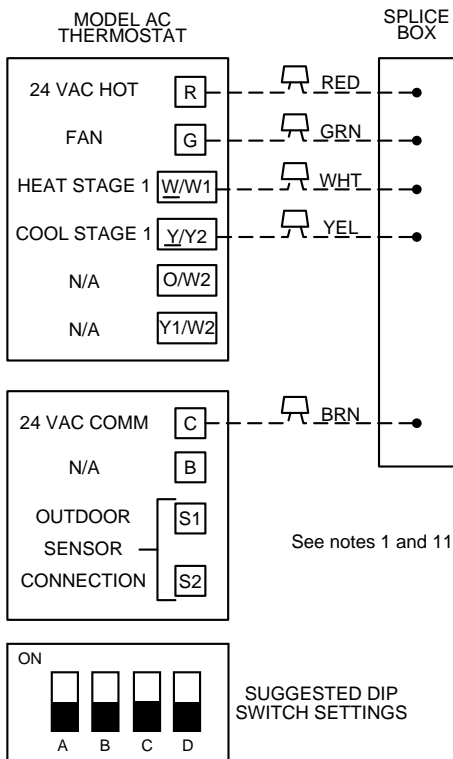 MODEL AC
THERMOSTAT
SPLICE
BOX
24 VAC HOT R RED
FAN G GRN
HEAT STAGE 1 W/W1 WHT
COOL STAGE 1 Y/Y2 YEL
N/A O/W2
N/A Y1/W2
24 VAC COMM C BRN
N/A B
OUTDOOR S1
SENSOR
CONNECTION S2
See notes 1 and 11
ON
A B C D
SUGGESTED DIP
SWITCH SETTINGS